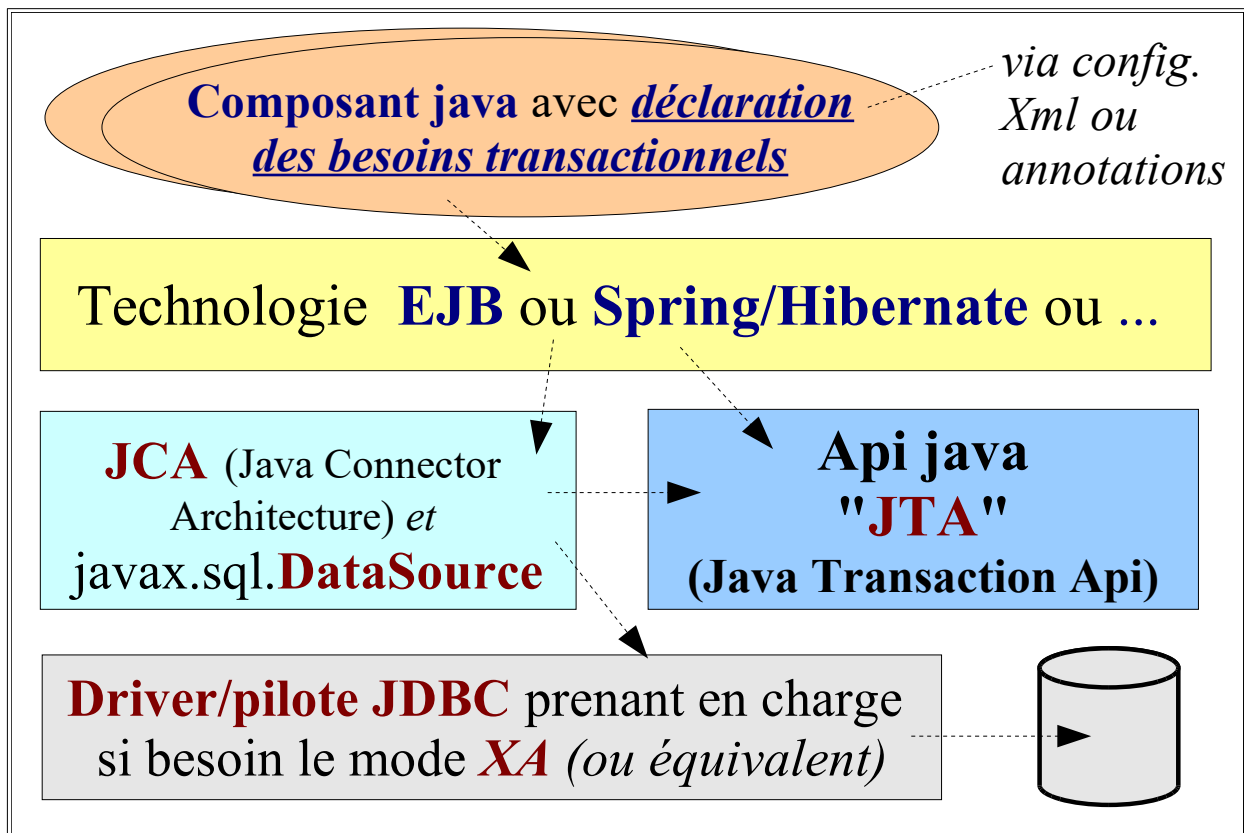 Composant java avec déclaration
des besoins transactionnels
via config.
Xml ou
annotations
Technologie EJB ou Spring/Hibernate ou ...
JCA (Java Connector
Architecture) et
javax.sql.DataSource
Api java
"JTA"
(Java Transaction Api)
Driver/pilote JDBC prenant en charge
si besoin le mode XA (ou équivalent)